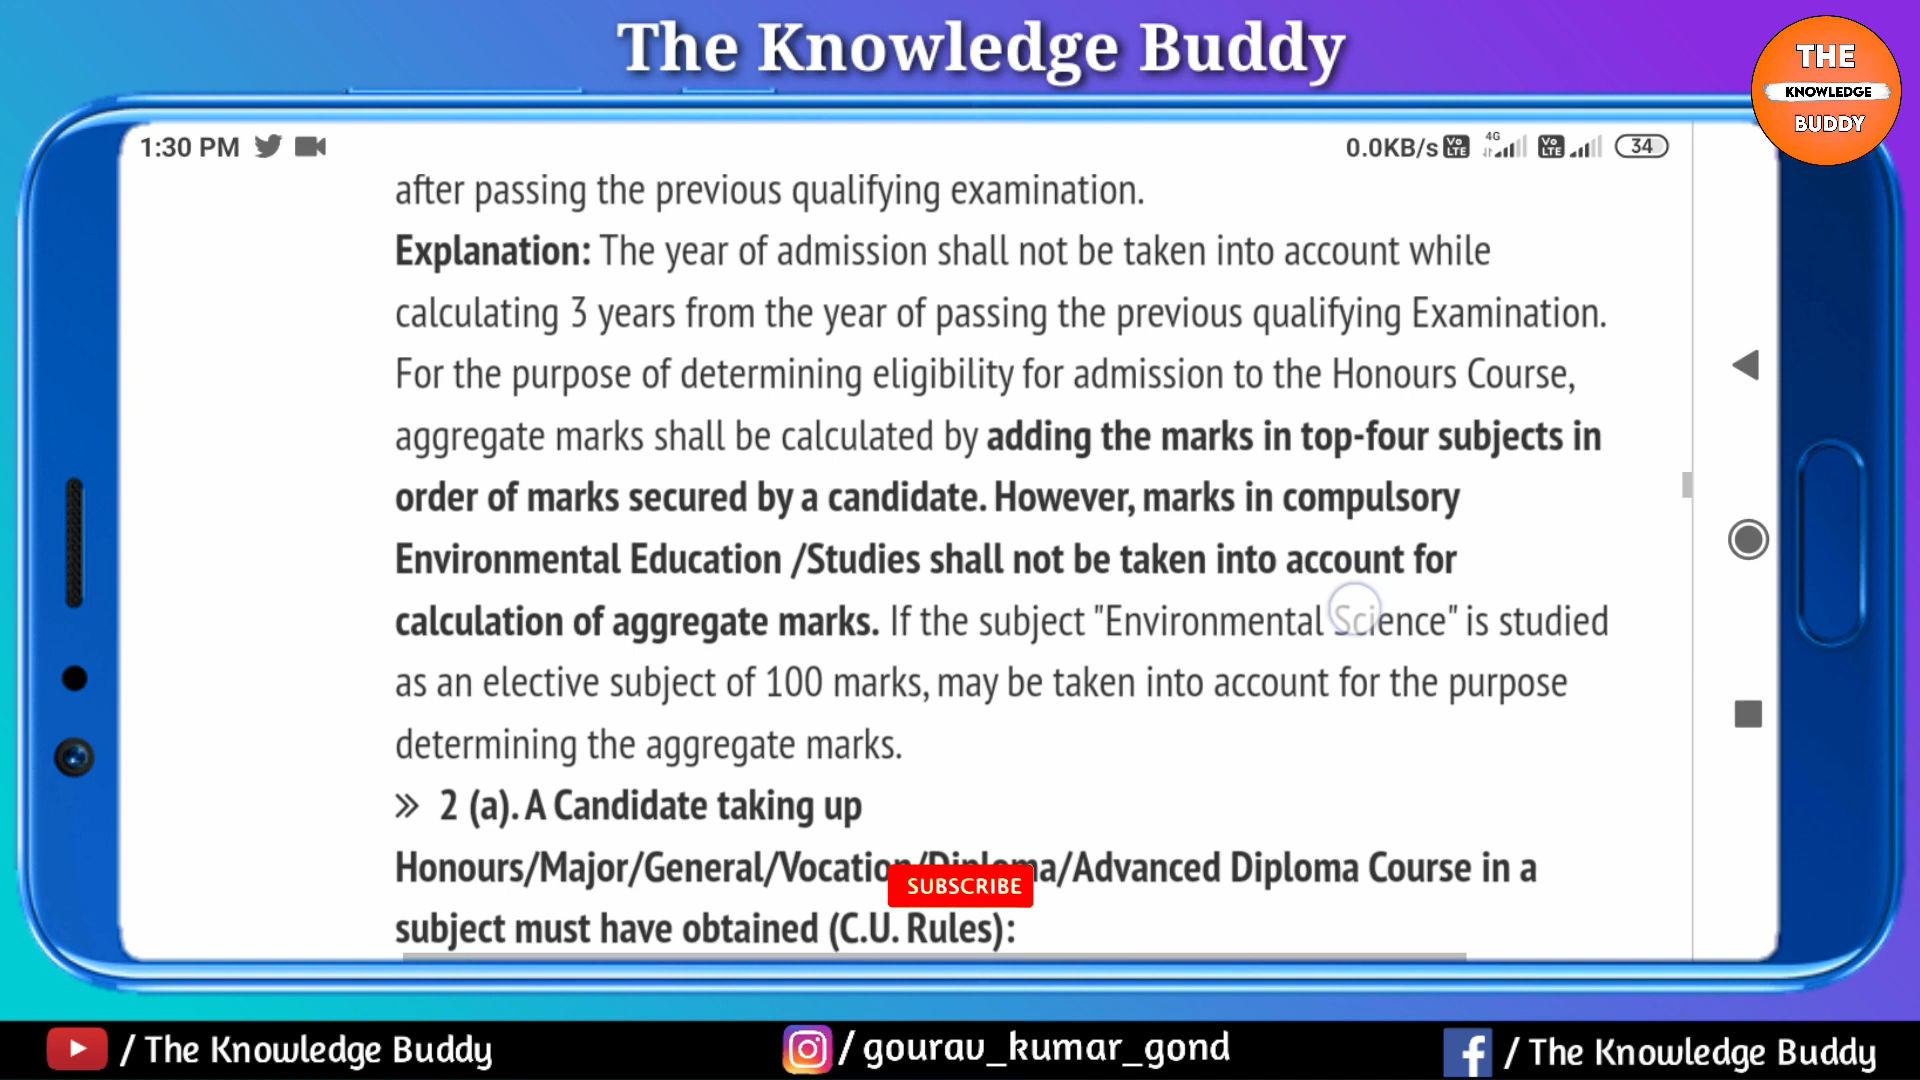 The Knowledge Buddy
THE
KNOWLEDGE
BUDDY
1:30 PM
0.0KB/s Vo LTE 4G Vo LTE 34
after passing the previous qualifying examination.
Explanation: The year of admission shall not be taken into account while
calculating 3 years from the year of passing the previous qualifying Examination.
For the purpose of determining eligibility for admission to the Honours Course,
aggregate marks shall be calculated by adding the marks in top-four subjects in
order of marks secured by a candidate. However, marks in compulsory
Environmental Education /Studies shall not be taken into account for
calculation of aggregate marks. If the subject "Environmental Science" is studied
as an elective subject of 100 marks, may be taken into account for the purpose
determining the aggregate marks.
» 2 (a). A Candidate taking up
Honours/Major/General/Vocation/Diploma/Advanced Diploma Course in a
SUBSCRIBE
subject must have obtained (C.U. Rules):
/ The Knowledge Buddy
/ gourav_kumar_gond
/ The Knowledge Buddy